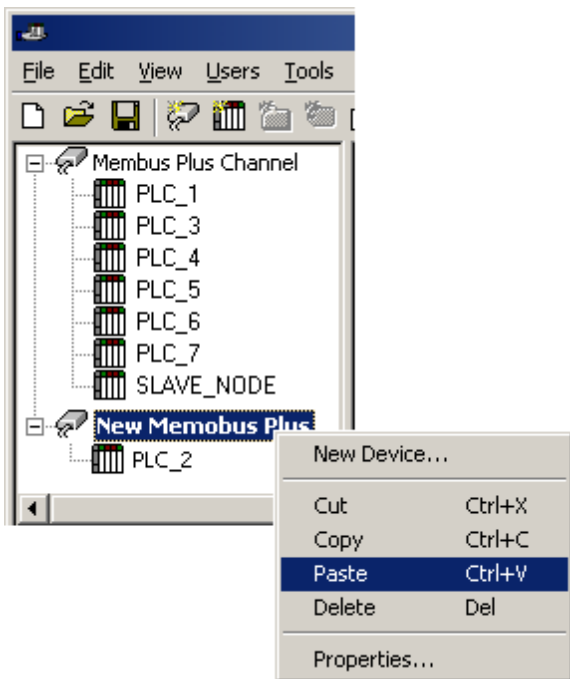 File Edit View Users Tools
Membus Plus Channel
PLC_1
PLC_3
PLC_4
PLC_5
PLC_6
PLC_7
SLAVE_NODE
New Memobus Plus
PLC_2
New Device...
Cut Ctrl+X
Copy Ctrl+C
Paste Ctrl+V
Delete Del
Properties...